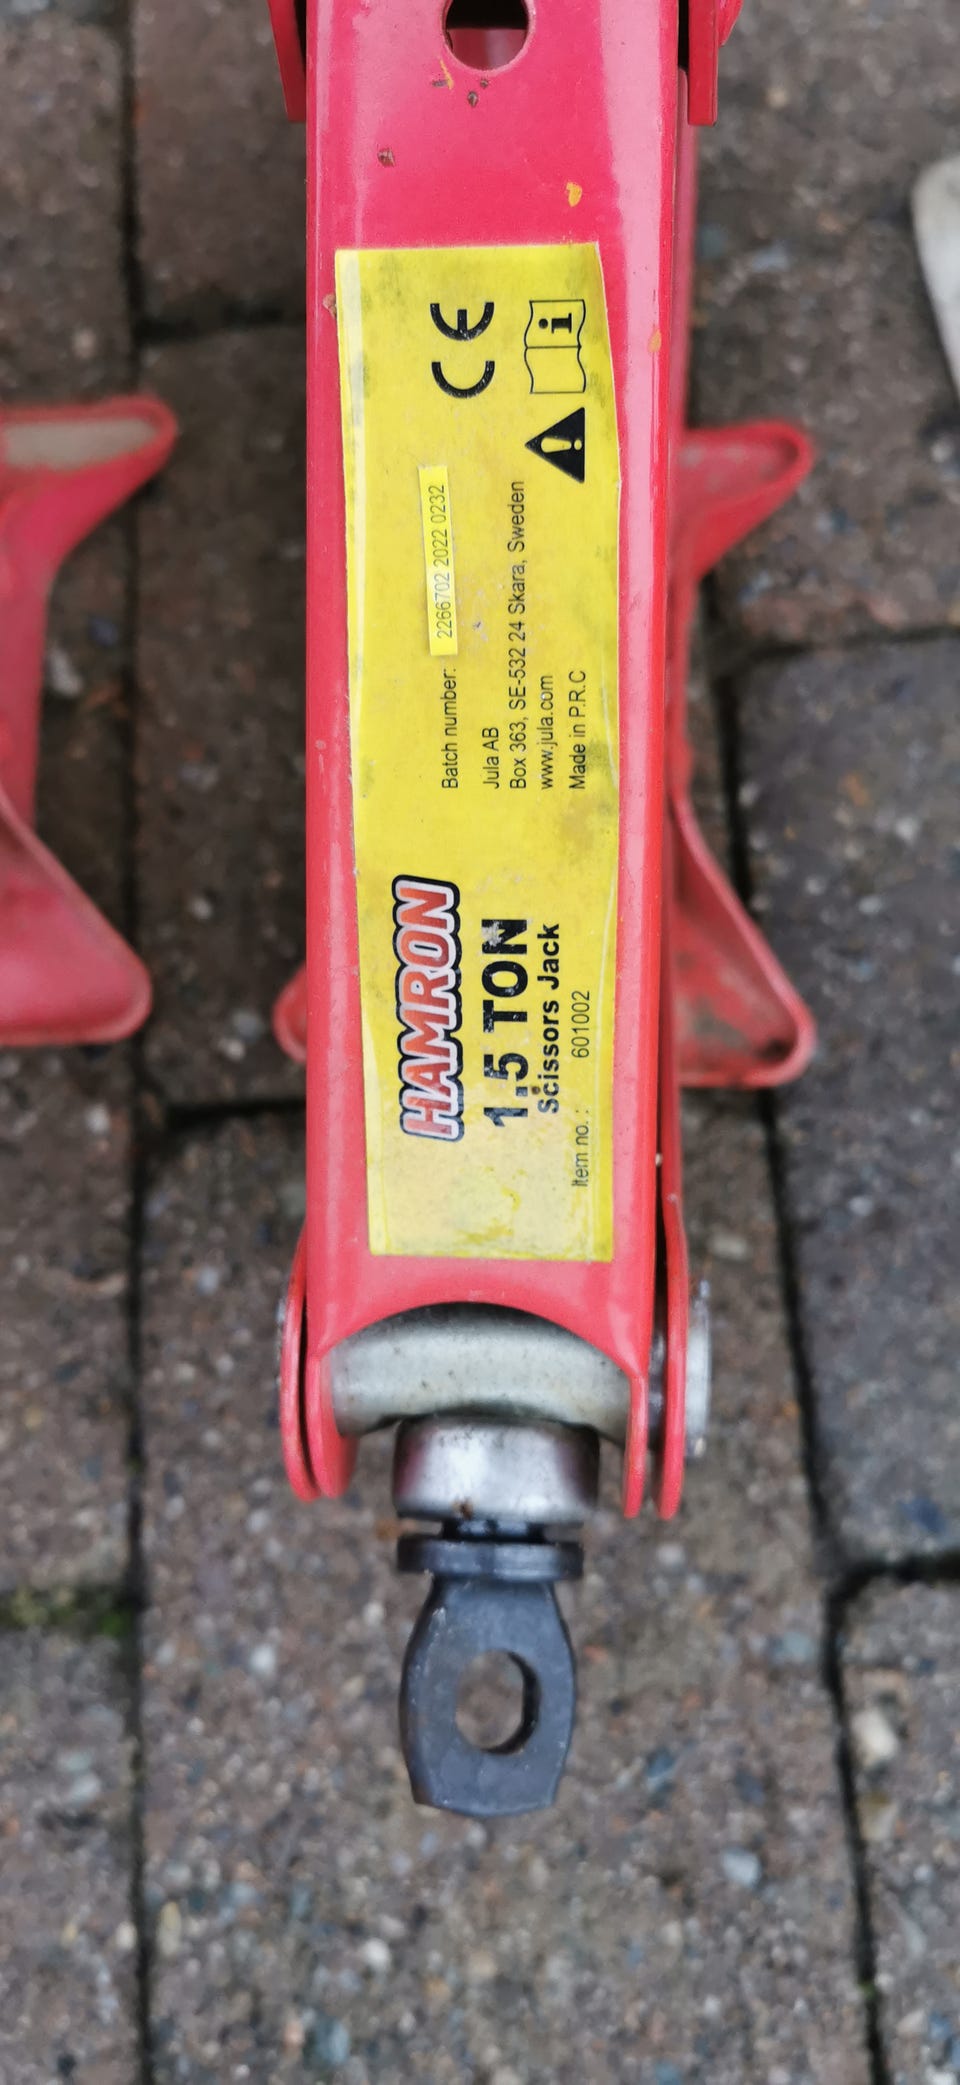 HAMRON
1.5 TON
Scissors Jack
Item no.: 601002
Batch number: 2266702 2022 0232
Jula AB
Box 363, SE-532 24 Skara, Sweden
www.jula.com
Made in P.R.C
CE